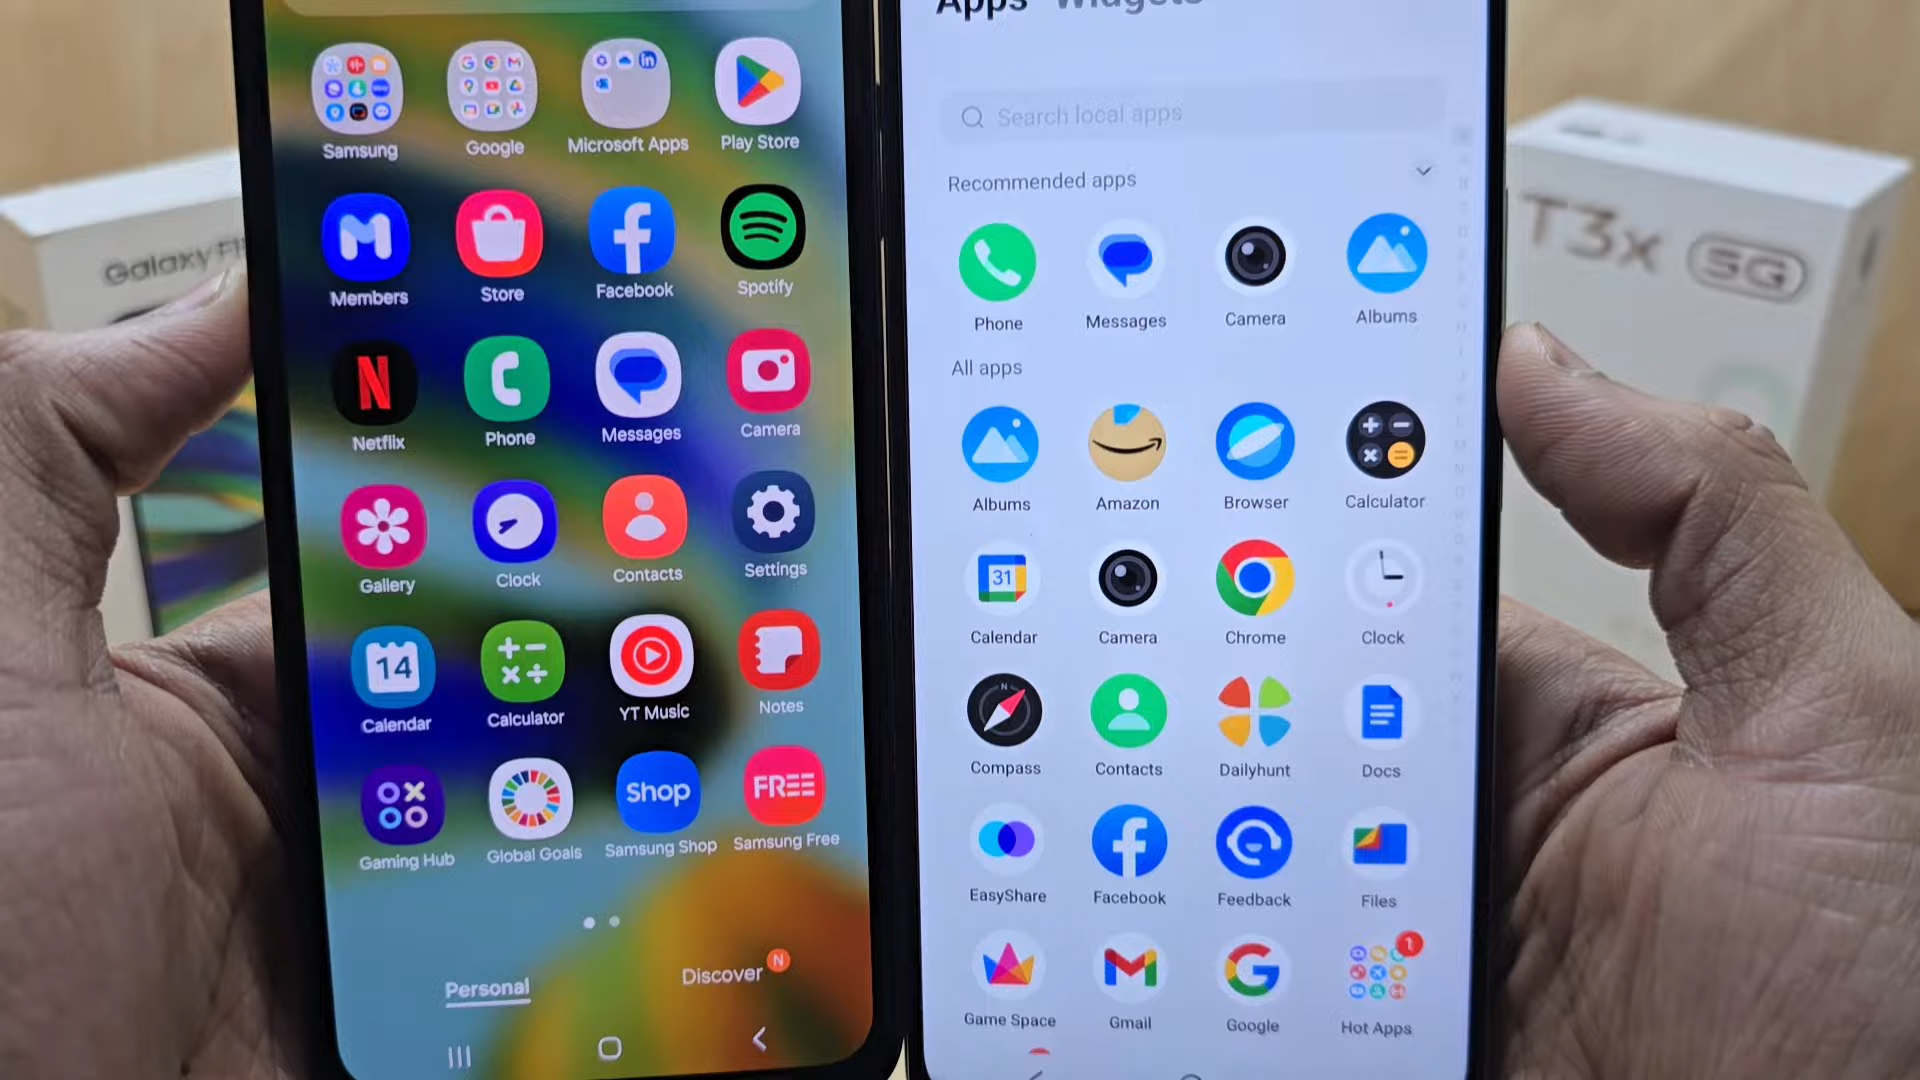 Samsung
Google
Microsoft Apps
Play Store
Members
Store
Facebook
Spotify
Netflix
Phone
Messages
Camera
Gallery
Clock
Contacts
Settings
14
Calendar
Calculator
YT Music
Notes
Gaming Hub
Global Goals
Shop
Samsung Shop
FREE
Samsung Free
Personal
Discover N
Apps Widgets
Search local apps
Recommended apps
Phone
Messages
Camera
Albums
All apps
Albums
Amazon
Browser
Calculator
31
Calendar
Camera
Chrome
Clock
N
Compass
Contacts
Dailyhunt
Docs
EasyShare
Facebook
Feedback
Files
Game Space
Gmail
Google
1
Hot Apps
Galaxy
T3x 5G